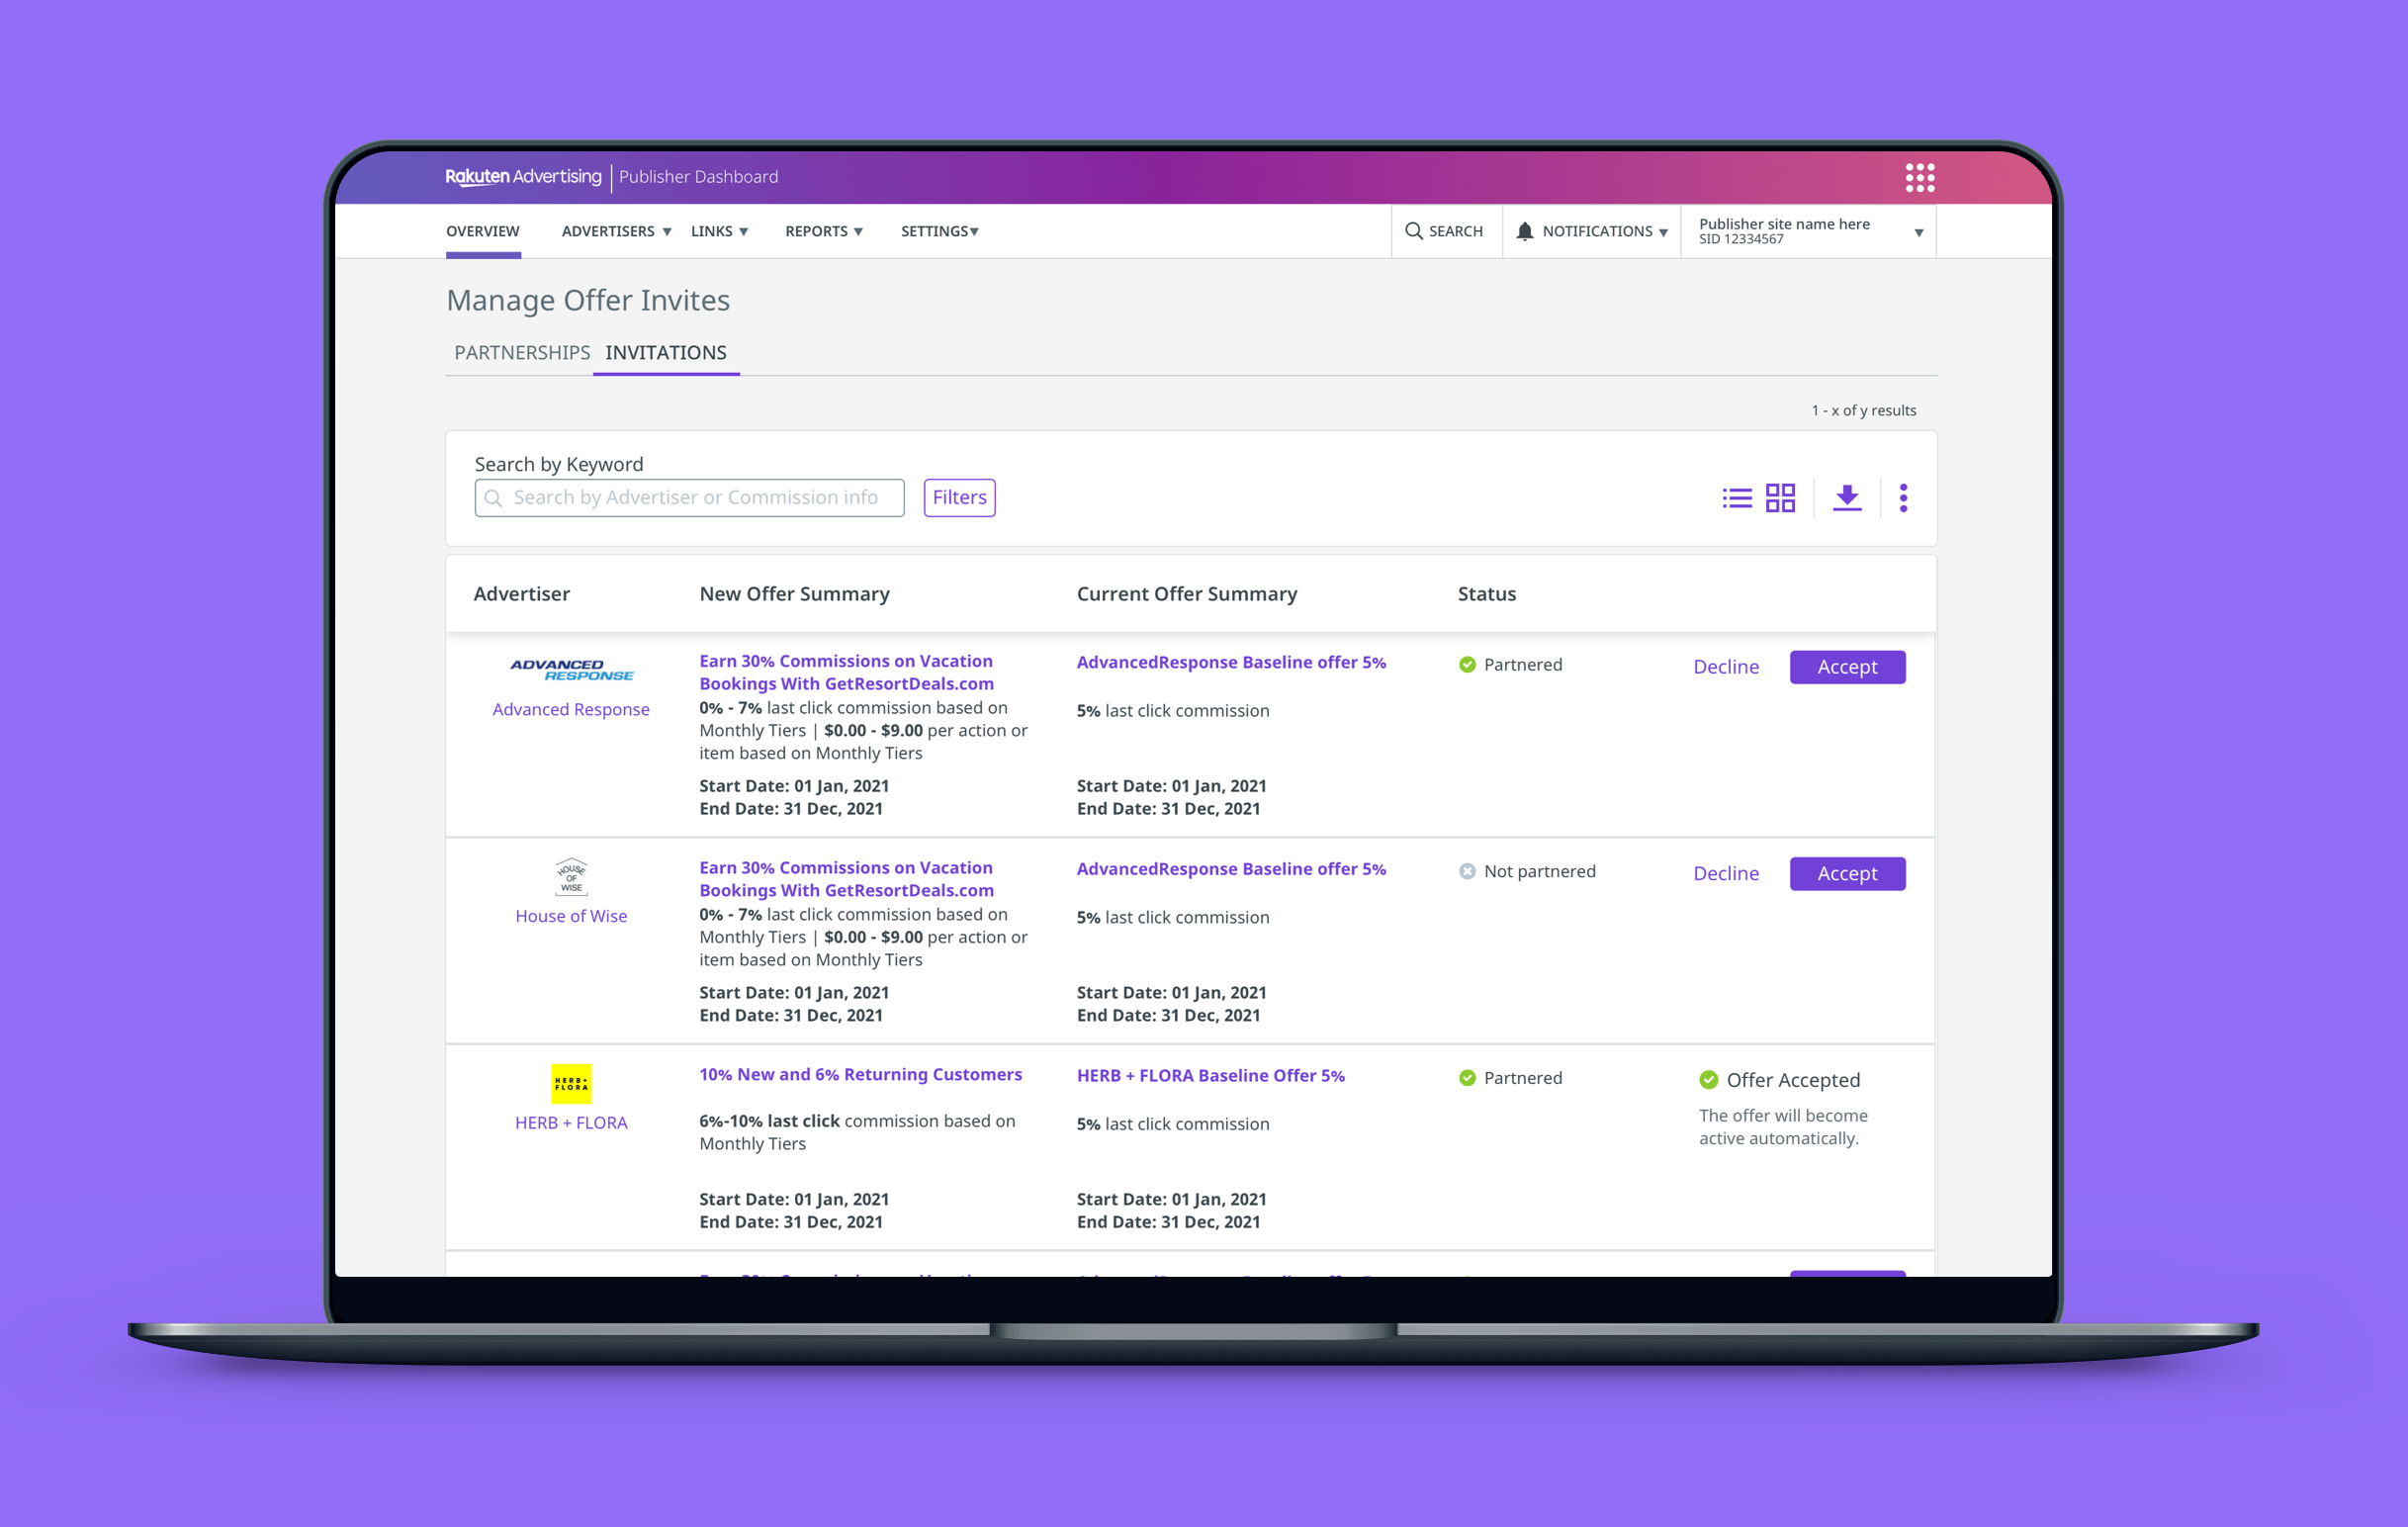 Rakuten Advertising | Publisher Dashboard
OVERVIEW ADVERTISERS LINKS REPORTS SETTINGS SEARCH NOTIFICATIONS Publisher site name here
SID 12334567
Manage Offer Invites
PARTNERSHIPS INVITATIONS
1 - x of y results
Search by Keyword
Search by Advertiser or Commission info Filters
Advertiser New Offer Summary Current Offer Summary Status
ADVANCED
RESPONSE
Advanced Response
Earn 30% Commissions on Vacation
Bookings With GetResortDeals.com
0% - 7% last click commission based on
Monthly Tiers | $0.00 - $9.00 per action or
item based on Monthly Tiers
Start Date: 01 Jan, 2021
End Date: 31 Dec, 2021
AdvancedResponse Baseline offer 5%
5% last click commission
Start Date: 01 Jan, 2021
End Date: 31 Dec, 2021
Partnered
Decline Accept
HOUSE
OF
WISE
House of Wise
Earn 30% Commissions on Vacation
Bookings With GetResortDeals.com
0% - 7% last click commission based on
Monthly Tiers | $0.00 - $9.00 per action or
item based on Monthly Tiers
Start Date: 01 Jan, 2021
End Date: 31 Dec, 2021
AdvancedResponse Baseline offer 5%
5% last click commission
Start Date: 01 Jan, 2021
End Date: 31 Dec, 2021
Not partnered
Decline Accept
HERB+
FLORA
HERB + FLORA
10% New and 6% Returning Customers
6%-10% last click commission based on
Monthly Tiers
Start Date: 01 Jan, 2021
End Date: 31 Dec, 2021
HERB + FLORA Baseline Offer 5%
5% last click commission
Start Date: 01 Jan, 2021
End Date: 31 Dec, 2021
Partnered
Offer Accepted
The offer will become
active automatically.